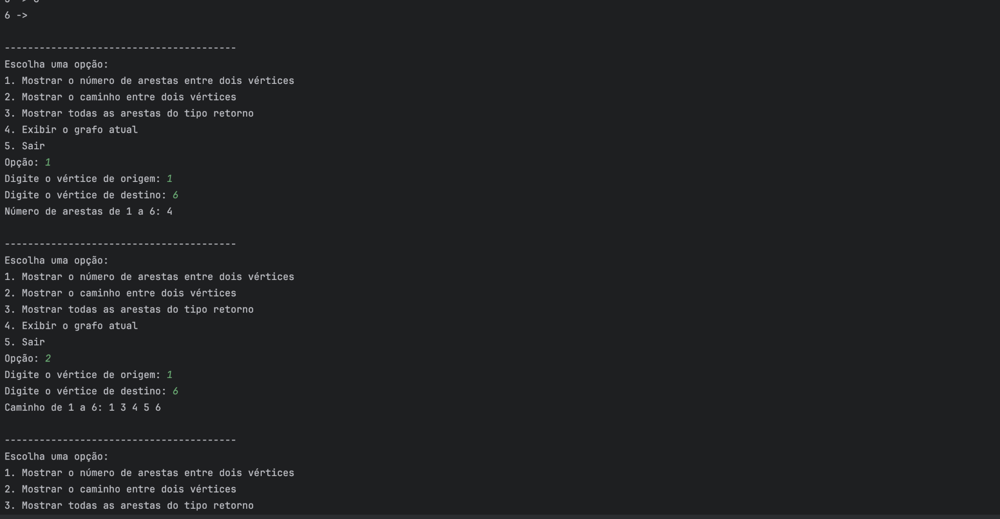 6 ->
----------------------------------------
Escolha uma opção:
1. Mostrar o número de arestas entre dois vértices
2. Mostrar o caminho entre dois vértices
3. Mostrar todas as arestas do tipo retorno
4. Exibir o grafo atual
5. Sair
Opção: 1
Digite o vértice de origem: 1
Digite o vértice de destino: 6
Número de arestas de 1 a 6: 4
----------------------------------------
Escolha uma opção:
1. Mostrar o número de arestas entre dois vértices
2. Mostrar o caminho entre dois vértices
3. Mostrar todas as arestas do tipo retorno
4. Exibir o grafo atual
5. Sair
Opção: 2
Digite o vértice de origem: 1
Digite o vértice de destino: 6
Caminho de 1 a 6: 1 3 4 5 6
----------------------------------------
Escolha uma opção:
1. Mostrar o número de arestas entre dois vértices
2. Mostrar o caminho entre dois vértices
3. Mostrar todas as arestas do tipo retorno